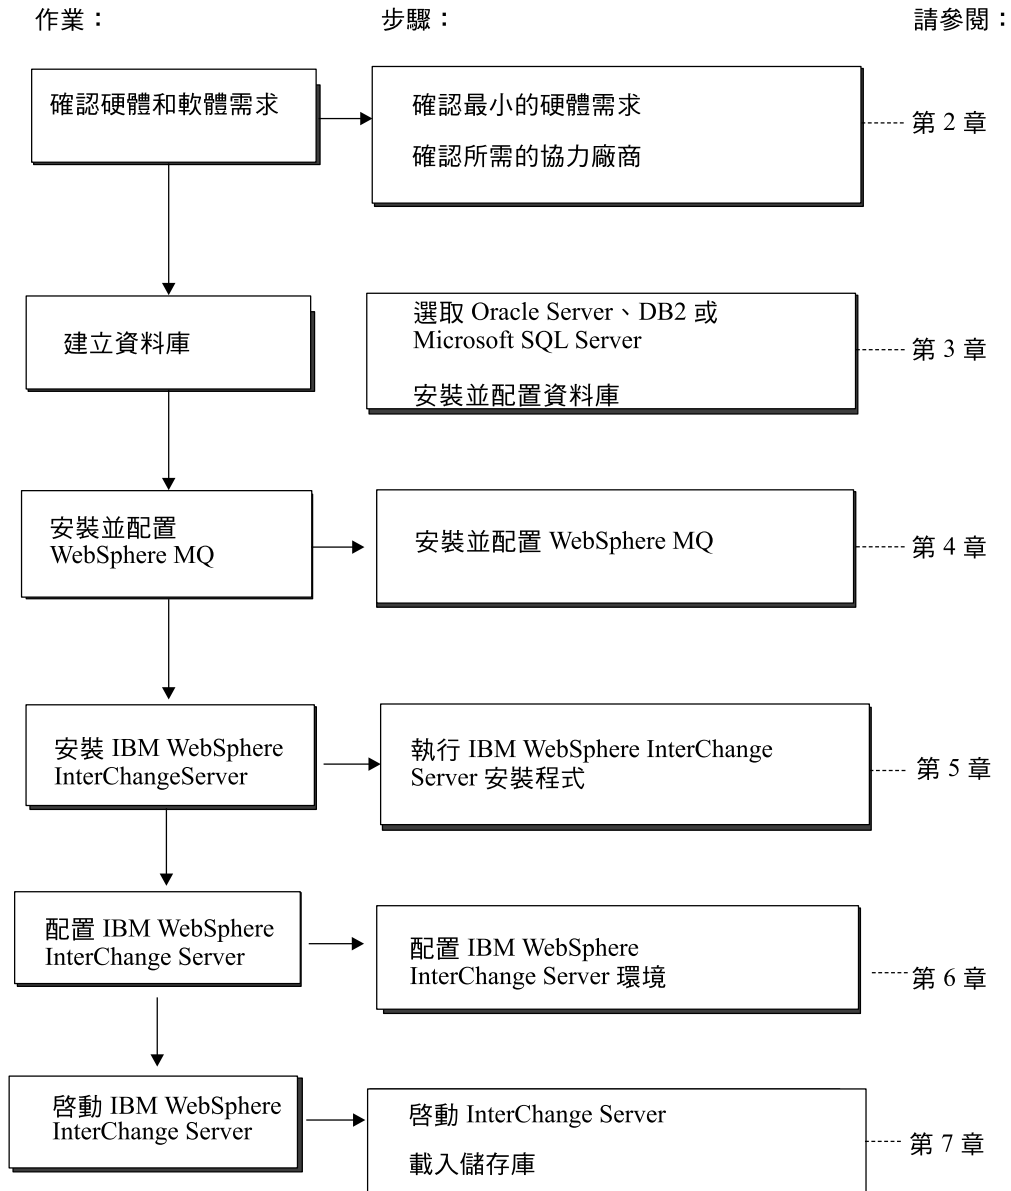 作業：
步驟：
請參閱：
確認硬體和軟體需求
確認最小的硬體需求
確認所需的協力廠商
第 2 章
建立資料庫
選取 Oracle Server、DB2 或
Microsoft SQL Server
安裝並配置資料庫
第 3 章
安裝並配置
WebSphere MQ
安裝並配置 WebSphere MQ
第 4 章
安裝 IBM WebSphere
InterChangeServer
執行 IBM WebSphere InterChange
Server 安裝程式
第 5 章
配置 IBM WebSphere
InterChange Server
配置 IBM WebSphere
InterChange Server 環境
第 6 章
啓動 IBM WebSphere
InterChange Server
啓動 InterChange Server
載入儲存庫
第 7 章